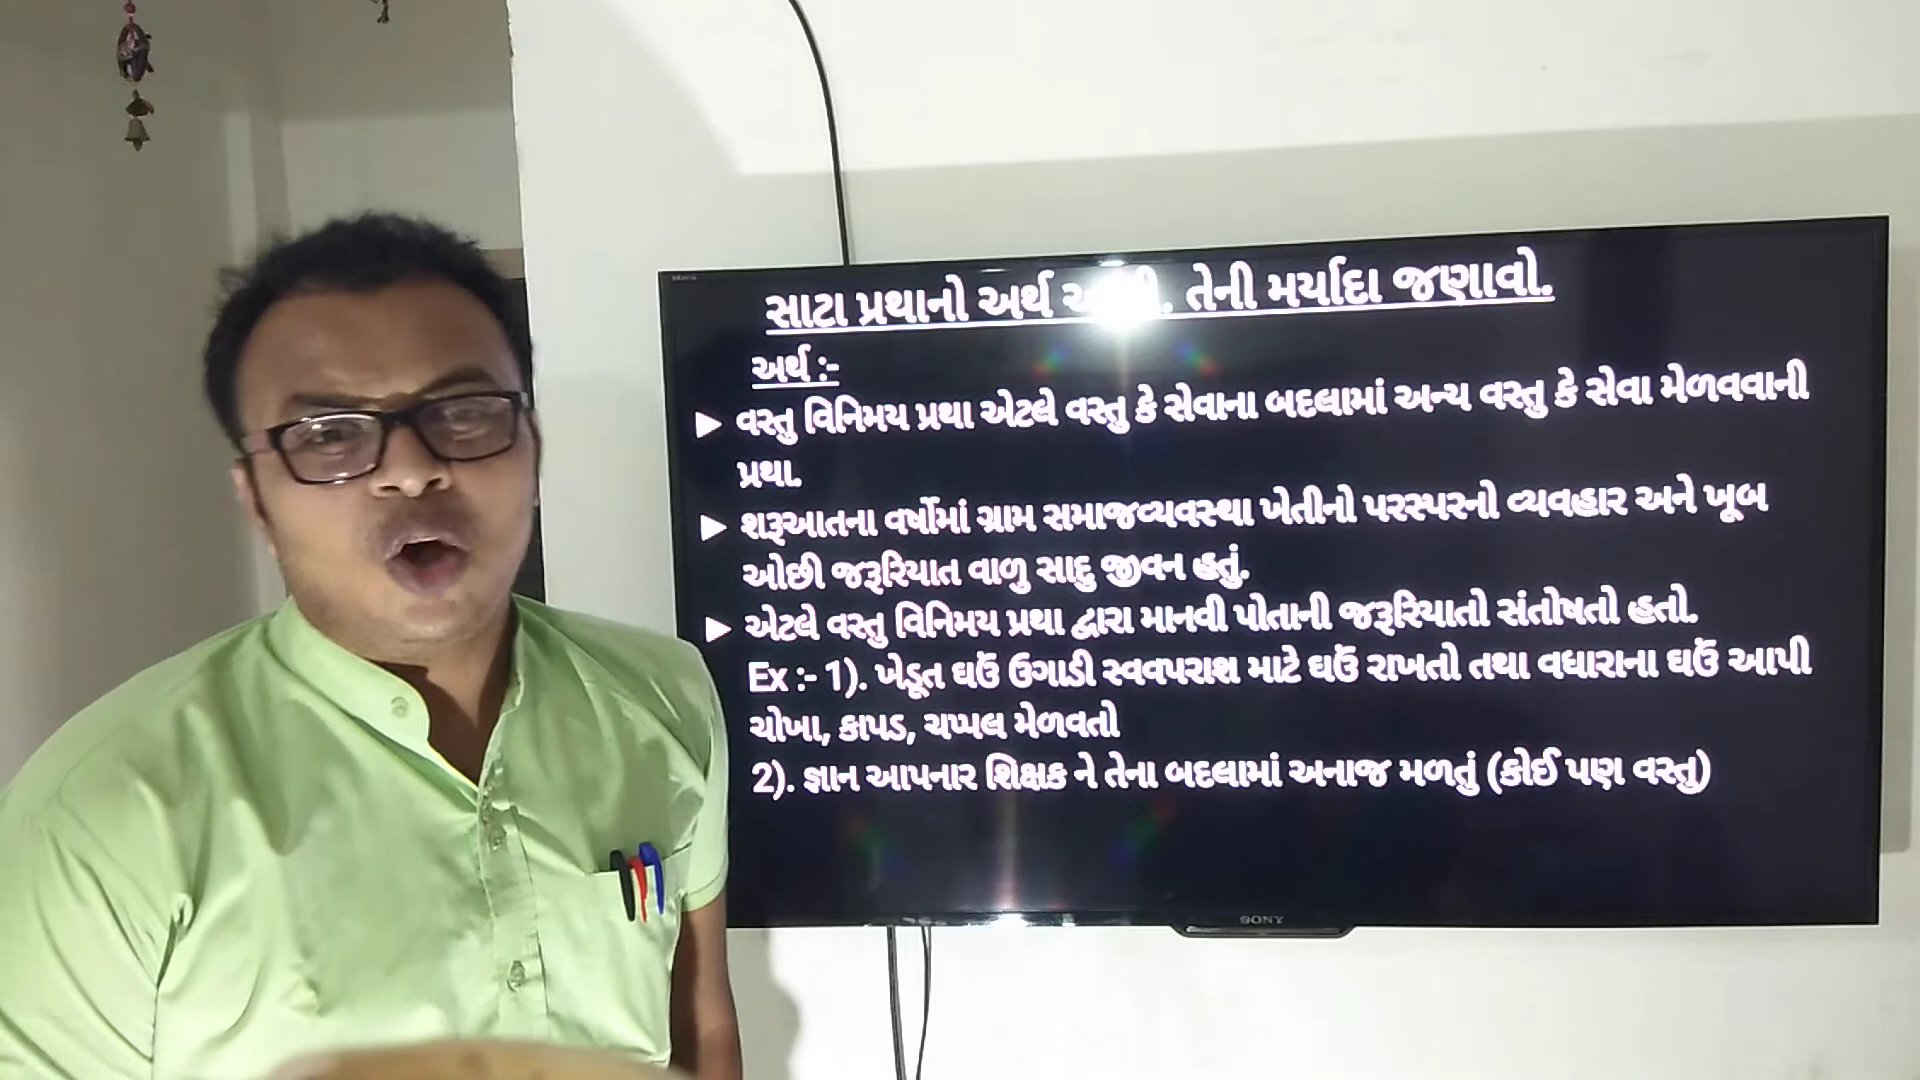 સાટા પ્રથાનો અર્થ તેની મર્યાદા જણાવો.
અર્થ :-
વસ્તુ વિનિમય પ્રથા એટલે વસ્તુ કે સેવાના બદલામાં અન્ય વસ્તુ કે સેવા મેળવવાની
પ્રથા.
શરૂઆતના વર્ષોમાં ગ્રામ સમાજવ્યવસ્થા ખેતીનો પરસ્પરનો વ્યવહાર અને ખૂબ
ઓછી જરૂરિયાત વાળુ સાદુ જીવન હતું.
એટલે વસ્તુ વિનિમય પ્રથા દ્વારા માનવી પોતાની જરૂરિયાતો સંતોષતો હતો.
Ex :- 1). ખેડૂત ઘઉં ઉગાડી સ્વવપરાશ માટે ઘઉં રાખતો તથા વધારાના ઘઉં આપી
ચોખા, કાપડ, ચપ્પલ મેળવતો
2). જ્ઞાન આપનાર શિક્ષક ને તેના બદલામાં અનાજ મળતું (કોઈ પણ વસ્તુ)
SONY